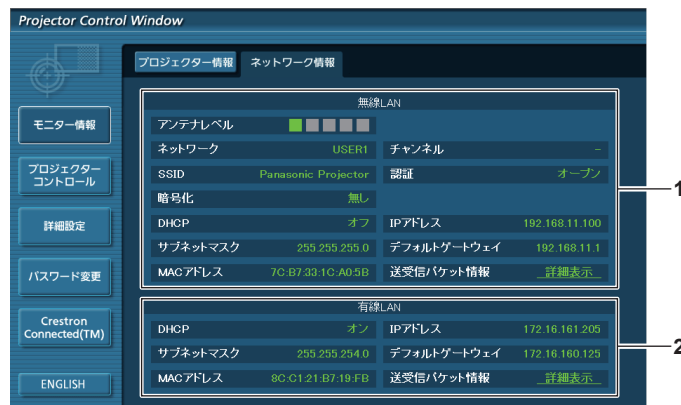 Projector Control Window
プロジェクター情報 ネットワーク情報
モニター情報
プロジェクター
コントロール
詳細設定
パスワード変更
Crestron
Connected(TM)
ENGLISH
無線LAN
アンテナレベル
ネットワーク USER1 チャンネル -
SSID Panasonic Projector 認証 オープン
暗号化 無し
DHCP オフ IPアドレス 192.168.11.100
サブネットマスク 255.255.255.0 デフォルトゲートウェイ 192.168.11.1
MACアドレス 7C:B7:33:1C:A0:5B 送受信パケット情報 詳細表示
1
有線LAN
DHCP オン IPアドレス 172.16.161.205
サブネットマスク 255.255.254.0 デフォルトゲートウェイ 172.16.160.125
MACアドレス 8C:C1:21:B7:19:FB 送受信パケット情報 詳細表示
2